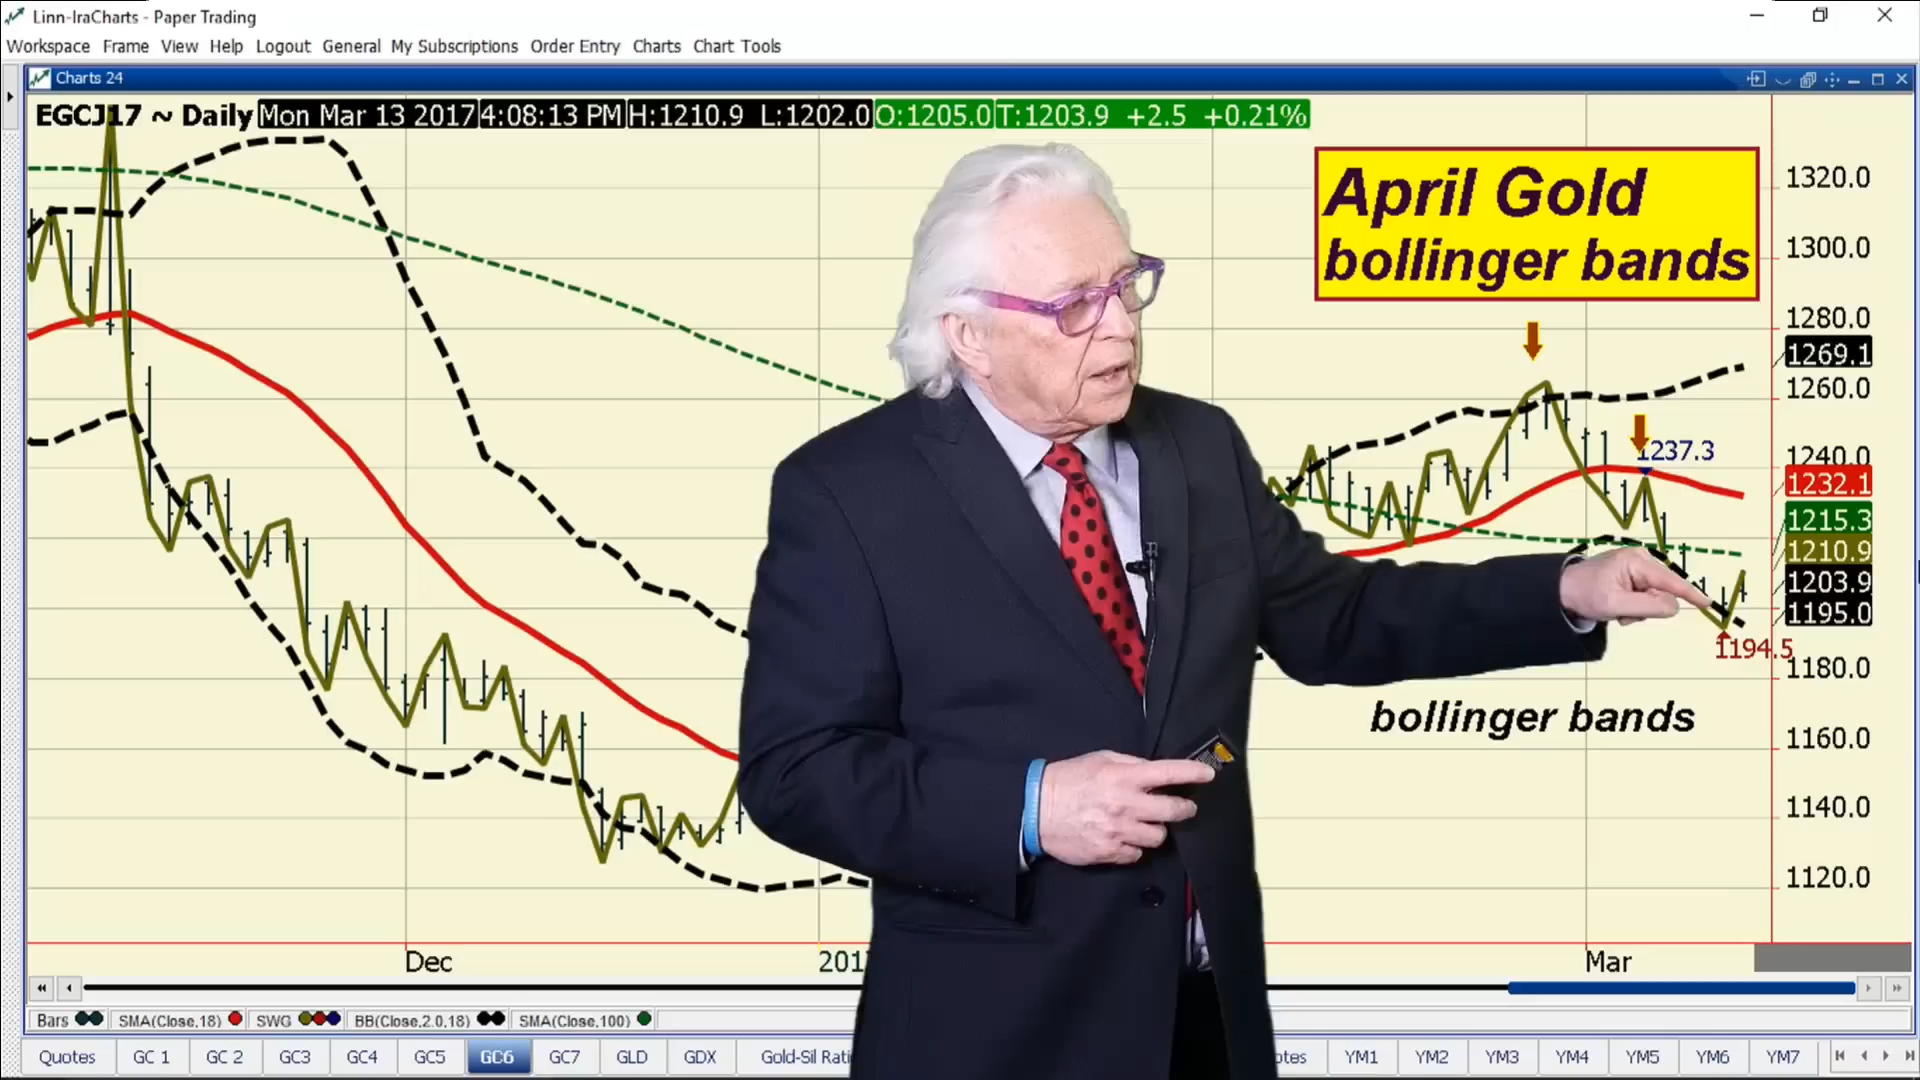 Linn-IraCharts - Paper Trading
Workspace Frame View Help Logout General My Subscriptions Order Entry Charts Chart Tools
Charts 24
EGCJ17 ~ Daily Mon Mar 13 2017 4:08:13 PM H:1210.9 L:1202.0 O:1205.0 T:1203.9 +2.5 +0.21%
April Gold
bollinger bands
1320.0
1300.0
1280.0
1269.1
1260.0
1237.3
1240.0
1232.1
1215.3
1210.9
1203.9
1195.0
1194.5
1180.0
bollinger bands
1160.0
1140.0
1120.0
Dec 201 Mar
Bars SMA(Close,18) SWG BB(Close,2.0,18) SMA(Close,100)
Quotes GC 1 GC 2 GC3 GC4 GC5 GC6 GC7 GLD GDX Gold-Sil Rati otes YM1 YM2 YM3 YM4 YM5 YM6 YM7